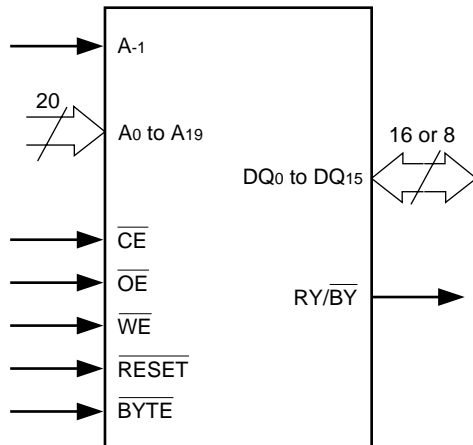 A-1
20
A0 to A19
16 or 8
DQ0 to DQ15
CE
OE
RY/BY
WE
RESET
BYTE